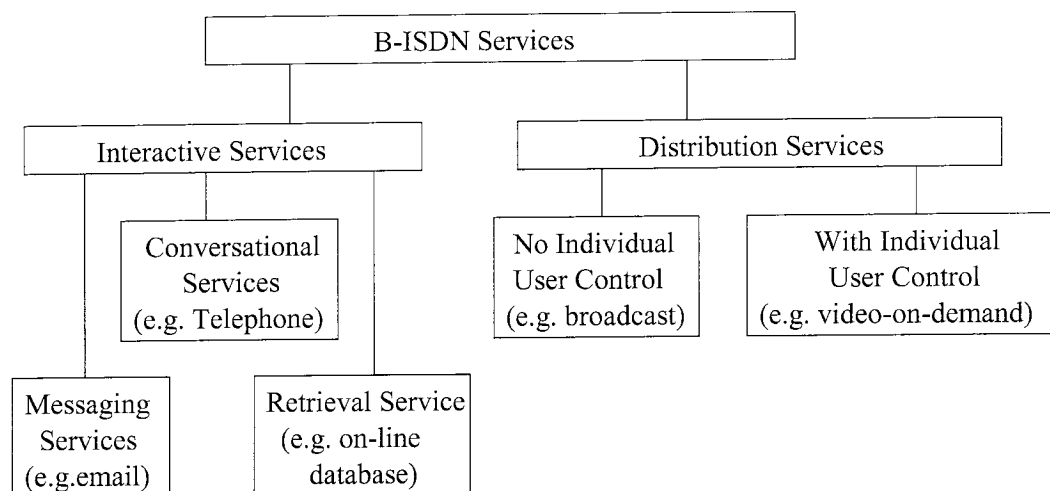 B-ISDN Services
Interactive Services
Distribution Services
Conversational
Services
(e.g. Telephone)
No Individual
User Control
(e.g. broadcast)
With Individual
User Control
(e.g. video-on-demand)
Messaging
Services
(e.g.email)
Retrieval Service
(e.g. on-line
database)